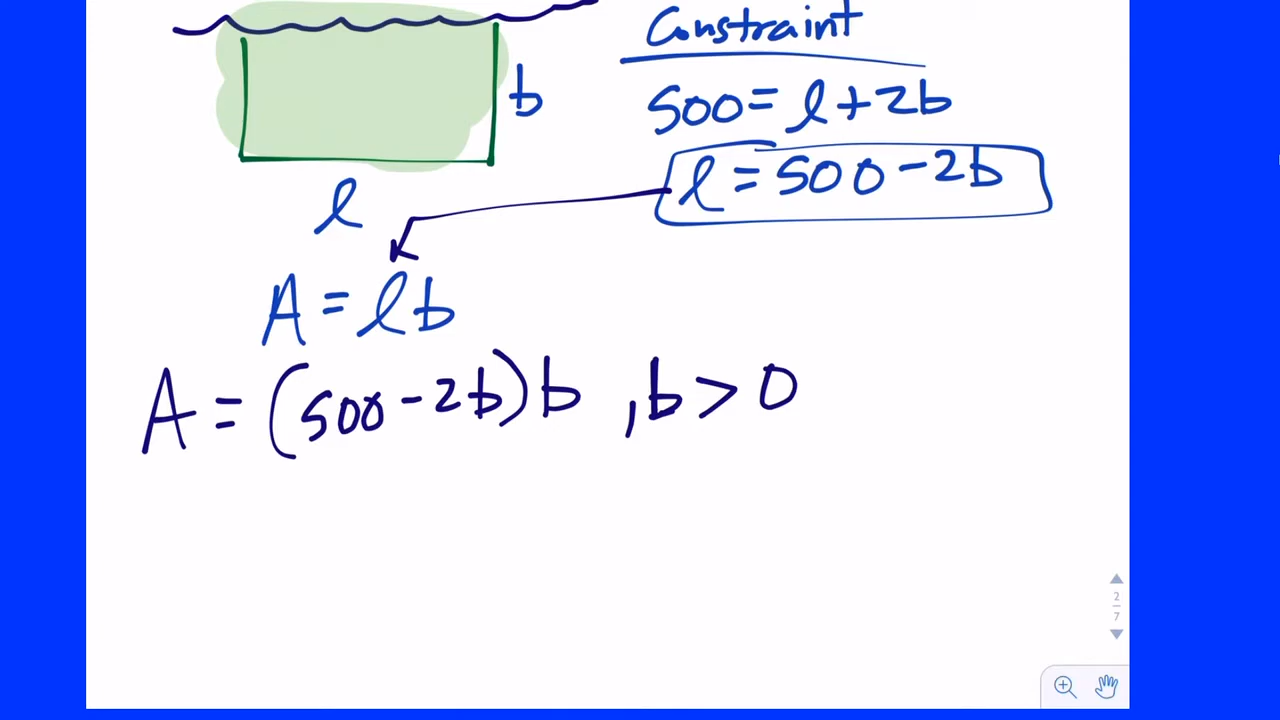 Constraint
b
500 = l + 2b
l = 500 - 2b
l
A = lb
A = (500 - 2b)b , b > 0
2
7